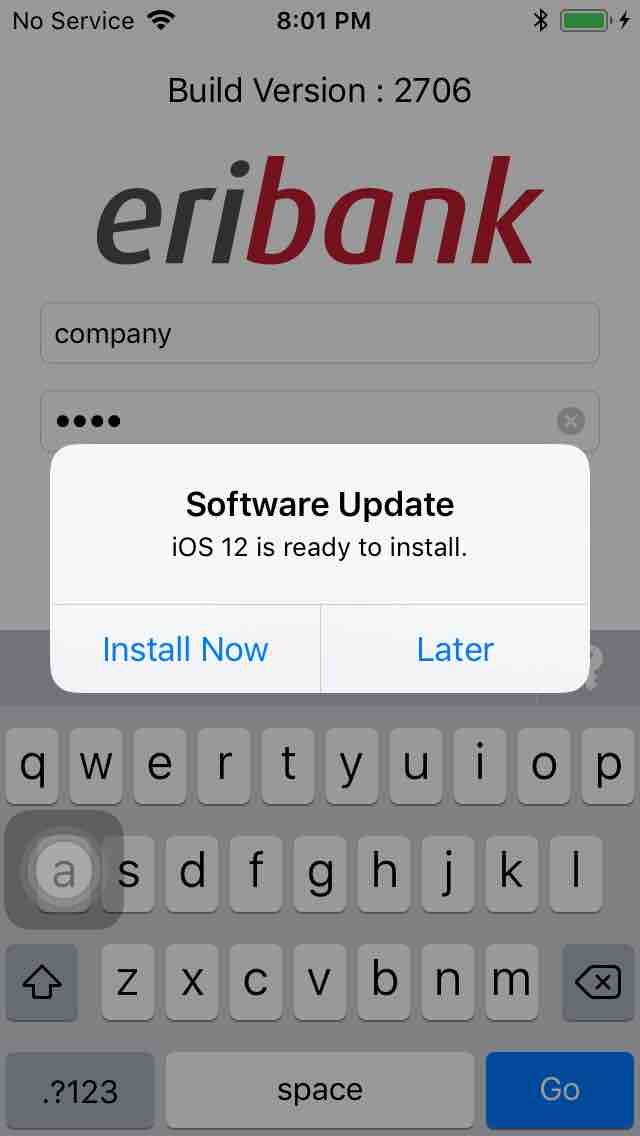 No Service 8:01 PM
Build Version : 2706
eribank
company
Software Update
iOS 12 is ready to install.
Install Now Later
q w e r t y u i o p
a s d f g h j k l
z x c v b n m
.?123 space Go